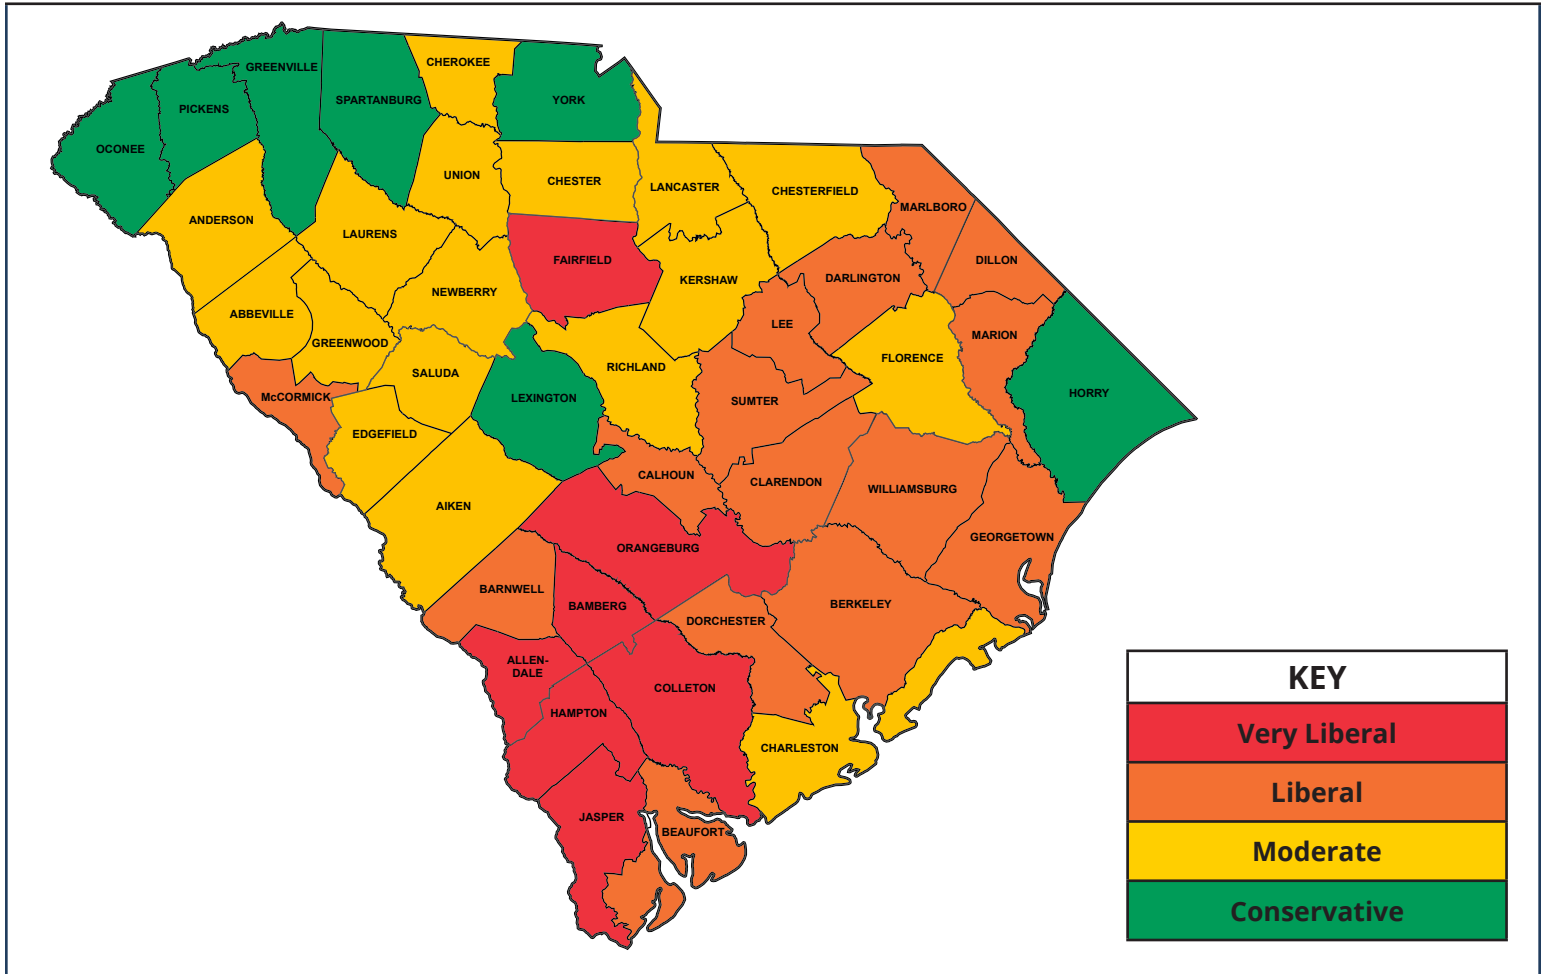 CHEROKEE
GREENVILLE
SPARTANBURG
YORK
PICKENS
OCONEE
UNION
CHESTER
LANCASTER
CHESTERFIELD
MARLBORO
ANDERSON
LAURENS
FAIRFIELD
KERSHAW
DARLINGTON
DILLON
NEWBERRY
ABBEVILLE
LEE
MARION
GREENWOOD
FLORENCE
RICHLAND
SALUDA
McCORMICK
LEXINGTON
SUMTER
HORRY
EDGEFIELD
CALHOUN
CLARENDON
WILLIAMSBURG
AIKEN
GEORGETOWN
ORANGEBURG
BARNWELL
BAMBERG
BERKELEY
DORCHESTER
ALLEN-
DALE
COLLETON
HAMPTON
CHARLESTON
JASPER
BEAUFORT
KEY
Very Liberal
Liberal
Moderate
Conservative